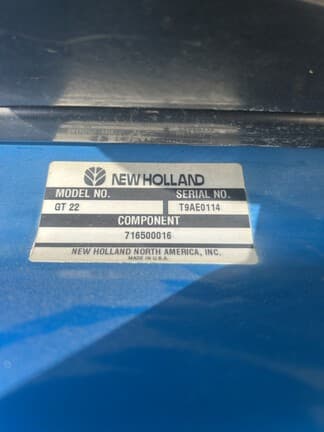 NEW HOLLAND
MODEL NO. SERIAL NO.
GT 22 T9AE0114
COMPONENT
716500016
NEW HOLLAND NORTH AMERICA, INC.
MADE IN U.S.A.